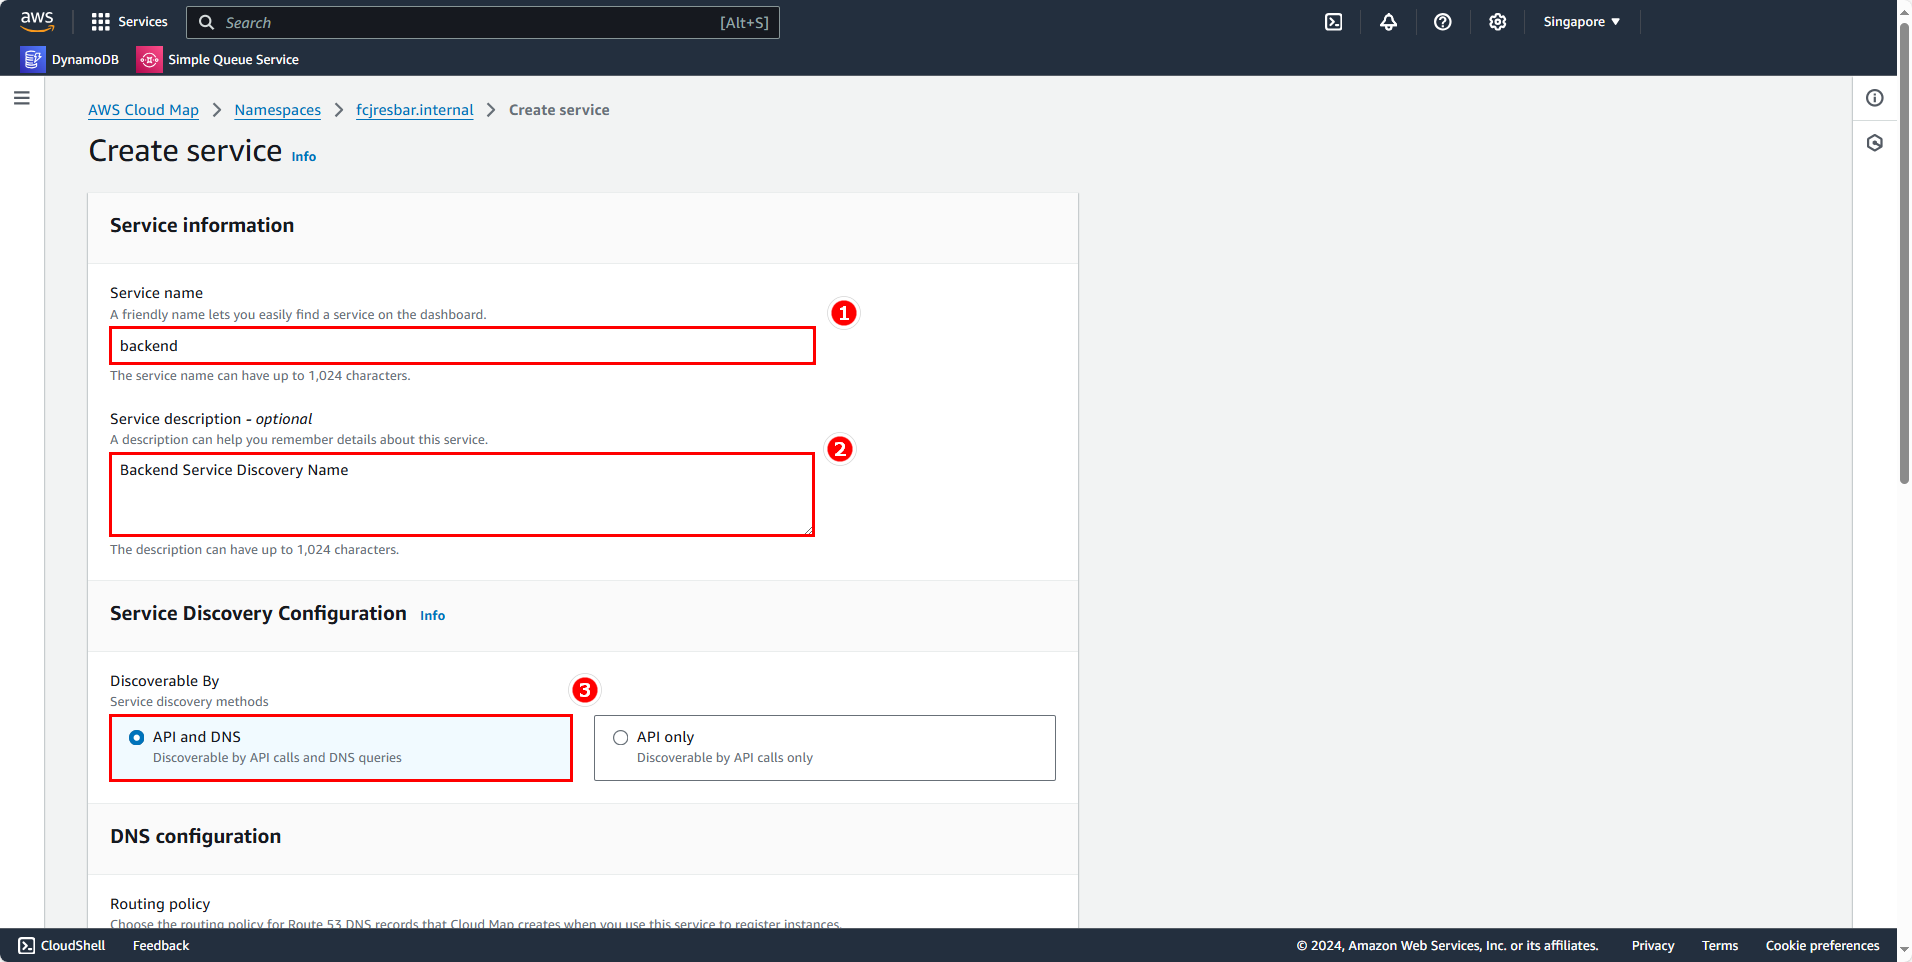 aws
Services
Search
[Alt+S]
Singapore
DynamoDB
Simple Queue Service
AWS Cloud Map
Namespaces
fcjresbar.internal
Create service
Create service Info
Service information
Service name
A friendly name lets you easily find a service on the dashboard.
1
backend
The service name can have up to 1,024 characters.
Service description - optional
A description can help you remember details about this service.
2
Backend Service Discovery Name
The description can have up to 1,024 characters.
Service Discovery Configuration Info
Discoverable By
Service discovery methods
3
API and DNS
Discoverable by API calls and DNS queries
API only
Discoverable by API calls only
DNS configuration
Routing policy
Choose the routing policy for Route 53 DNS records that Cloud Map creates when you use this service to register instances.
CloudShell
Feedback
© 2024, Amazon Web Services, Inc. or its affiliates.
Privacy
Terms
Cookie preferences